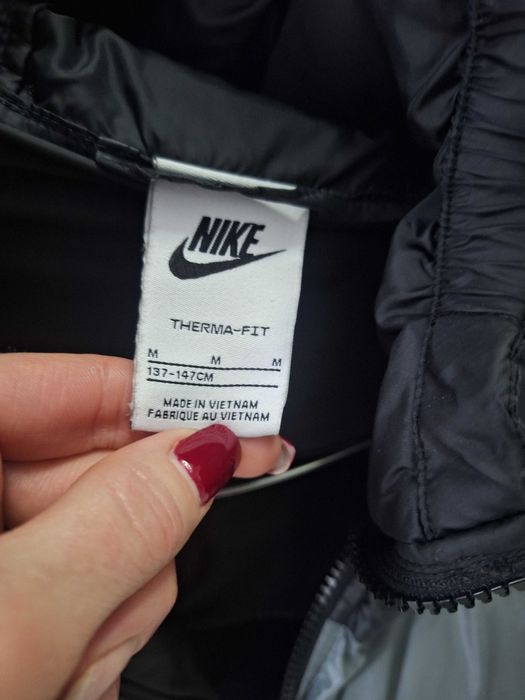 NIKE
THERMA-FIT
M M M
137-147CM
MADE IN VIETNAM
FABRIQUE AU VIETNAM